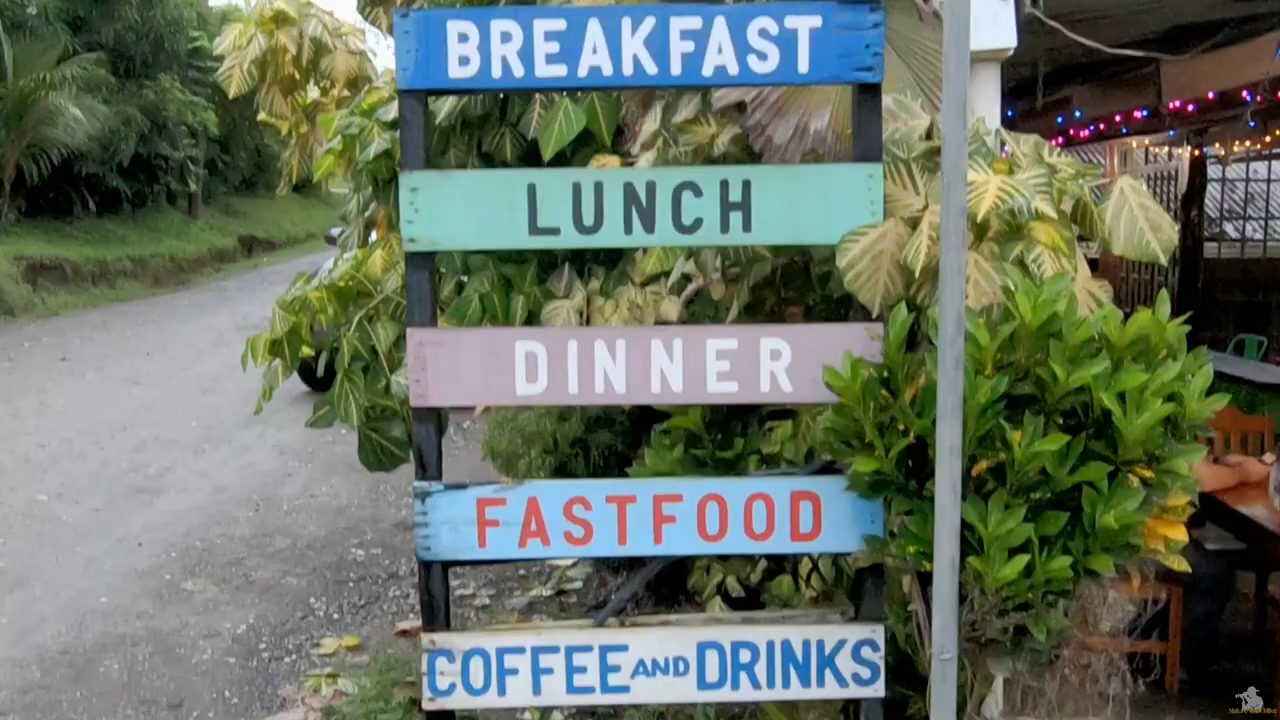 BREAKFAST
LUNCH
DINNER
FASTFOOD
COFFEE AND DRINKS